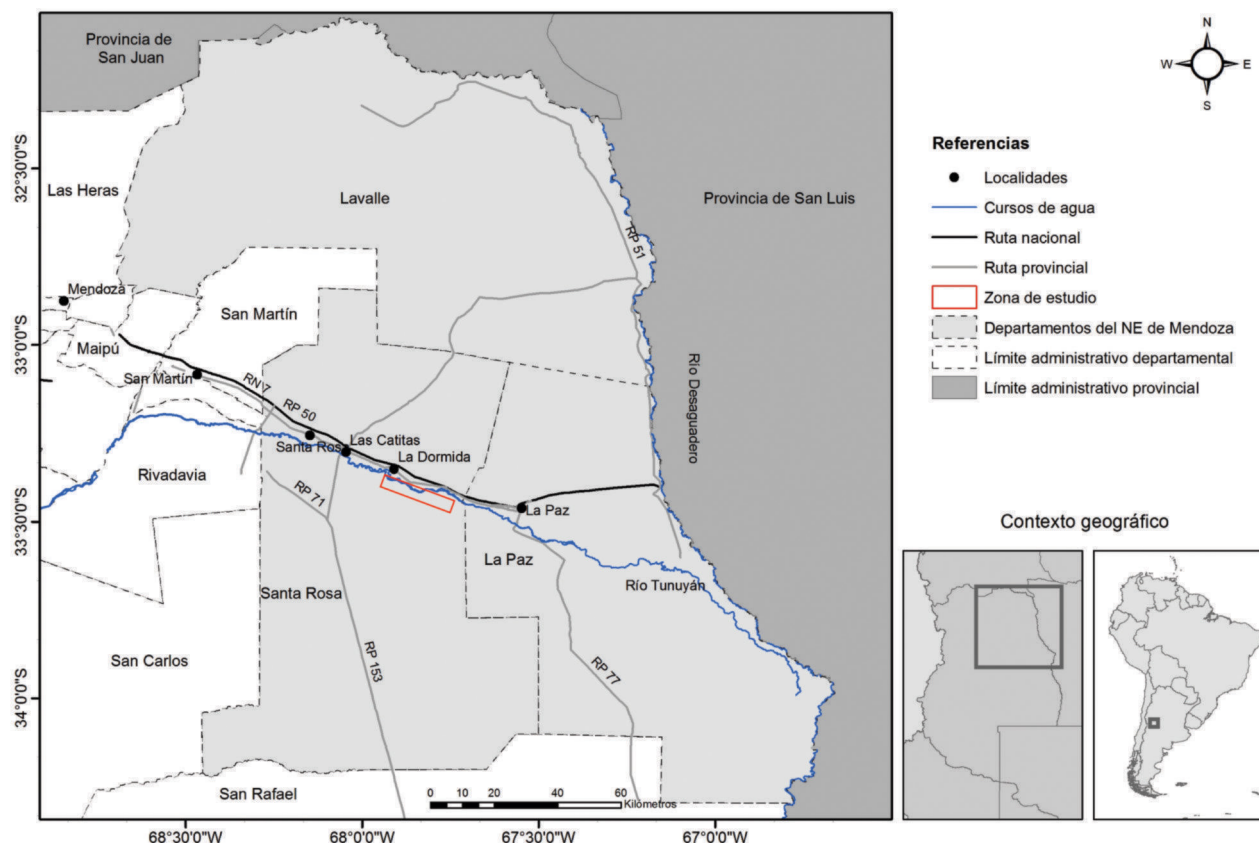 Provincia de
San Juan
N
W
E
S
32°30'0"S
33°0'0"S
33°30'0"S
34°0'0"S
Las Heras
Lavalle
Provincia de San Luis
RP 51
Mendoza
San Martín
Maipú
San Martín
RN 7
RP 50
Río Desaguadero
Santa Ros
Las Catitas
La Dormida
Rivadavia
RP 71
La Paz
La Paz
Río Tunuyán
Santa Rosa
San Carlos
RP 153
RP 77
San Rafael
0 10 20 40 60
Kilómetros
68°30'0"W
68°0'0"W
67°30'0"W
67°0'0"W
Referencias
Localidades
Cursos de agua
Ruta nacional
Ruta provincial
Zona de estudio
Departamentos del NE de Mendoza
Límite administrativo departamental
Límite administrativo provincial
Contexto geográfico